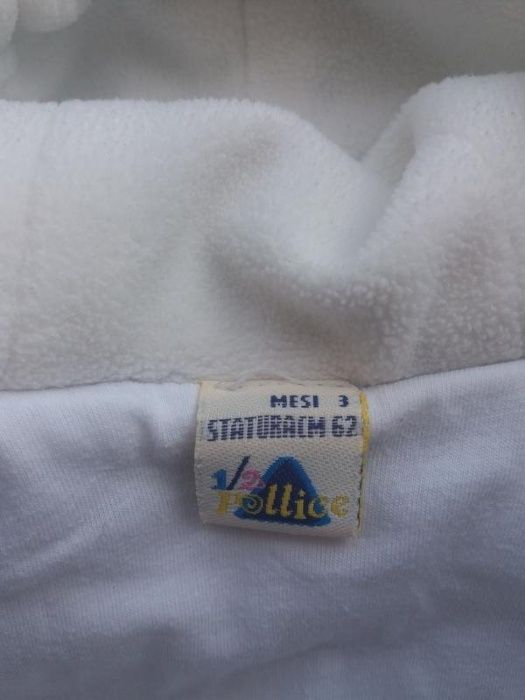 MESI 3
STATURA CM 62
1/2
Pollice